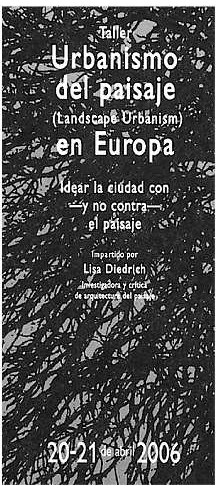 Taller
Urbanismo
del paisaje
(Landscape Urbanism)
en Europa
Idear la ciudad con
—y no contra—
el paisaje
Impartido por
Lisa Diedrich
Investigadora y crítica
de arquitectura del paisaje
20-21 de abril 2006